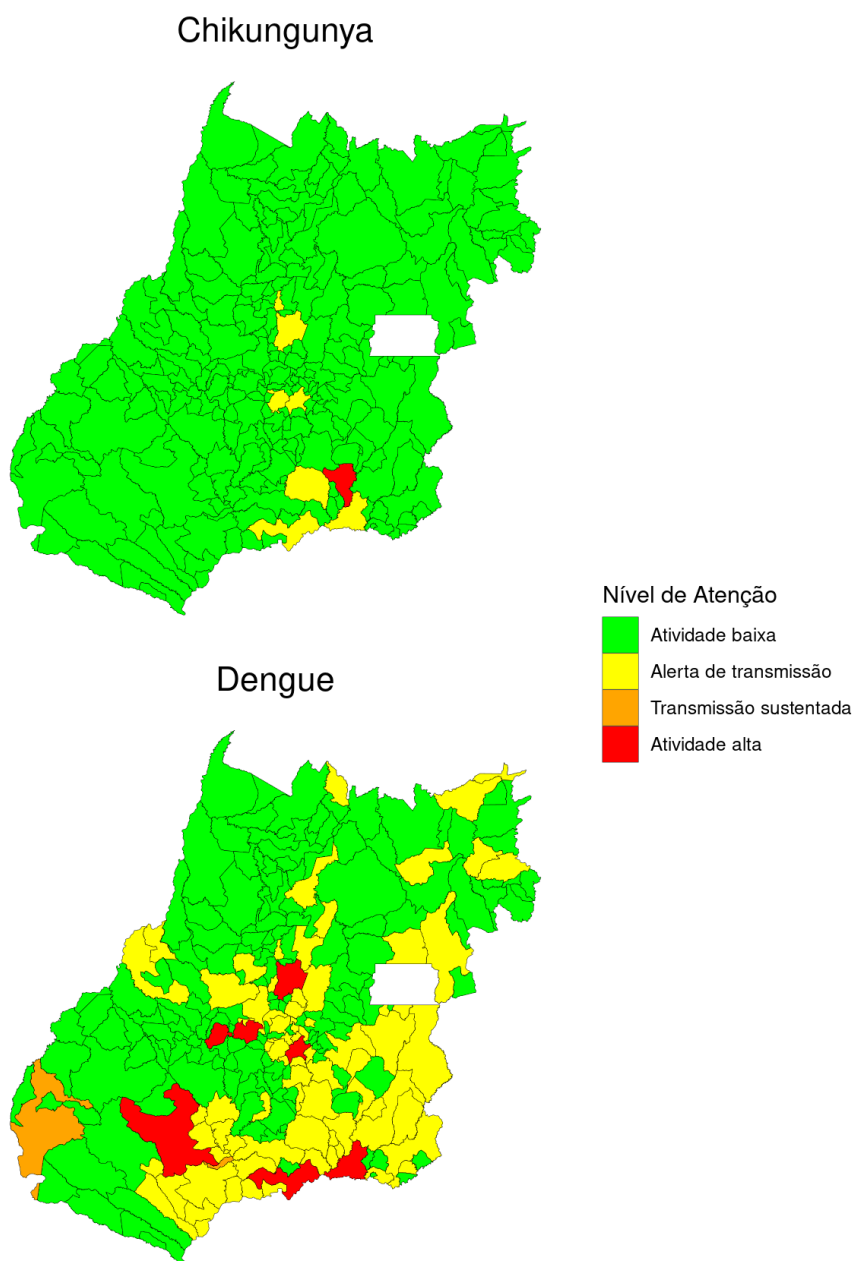 Chikungunya
Nível de Atenção
Atividade baixa
Alerta de transmissão
Transmissão sustentada
Atividade alta
Dengue